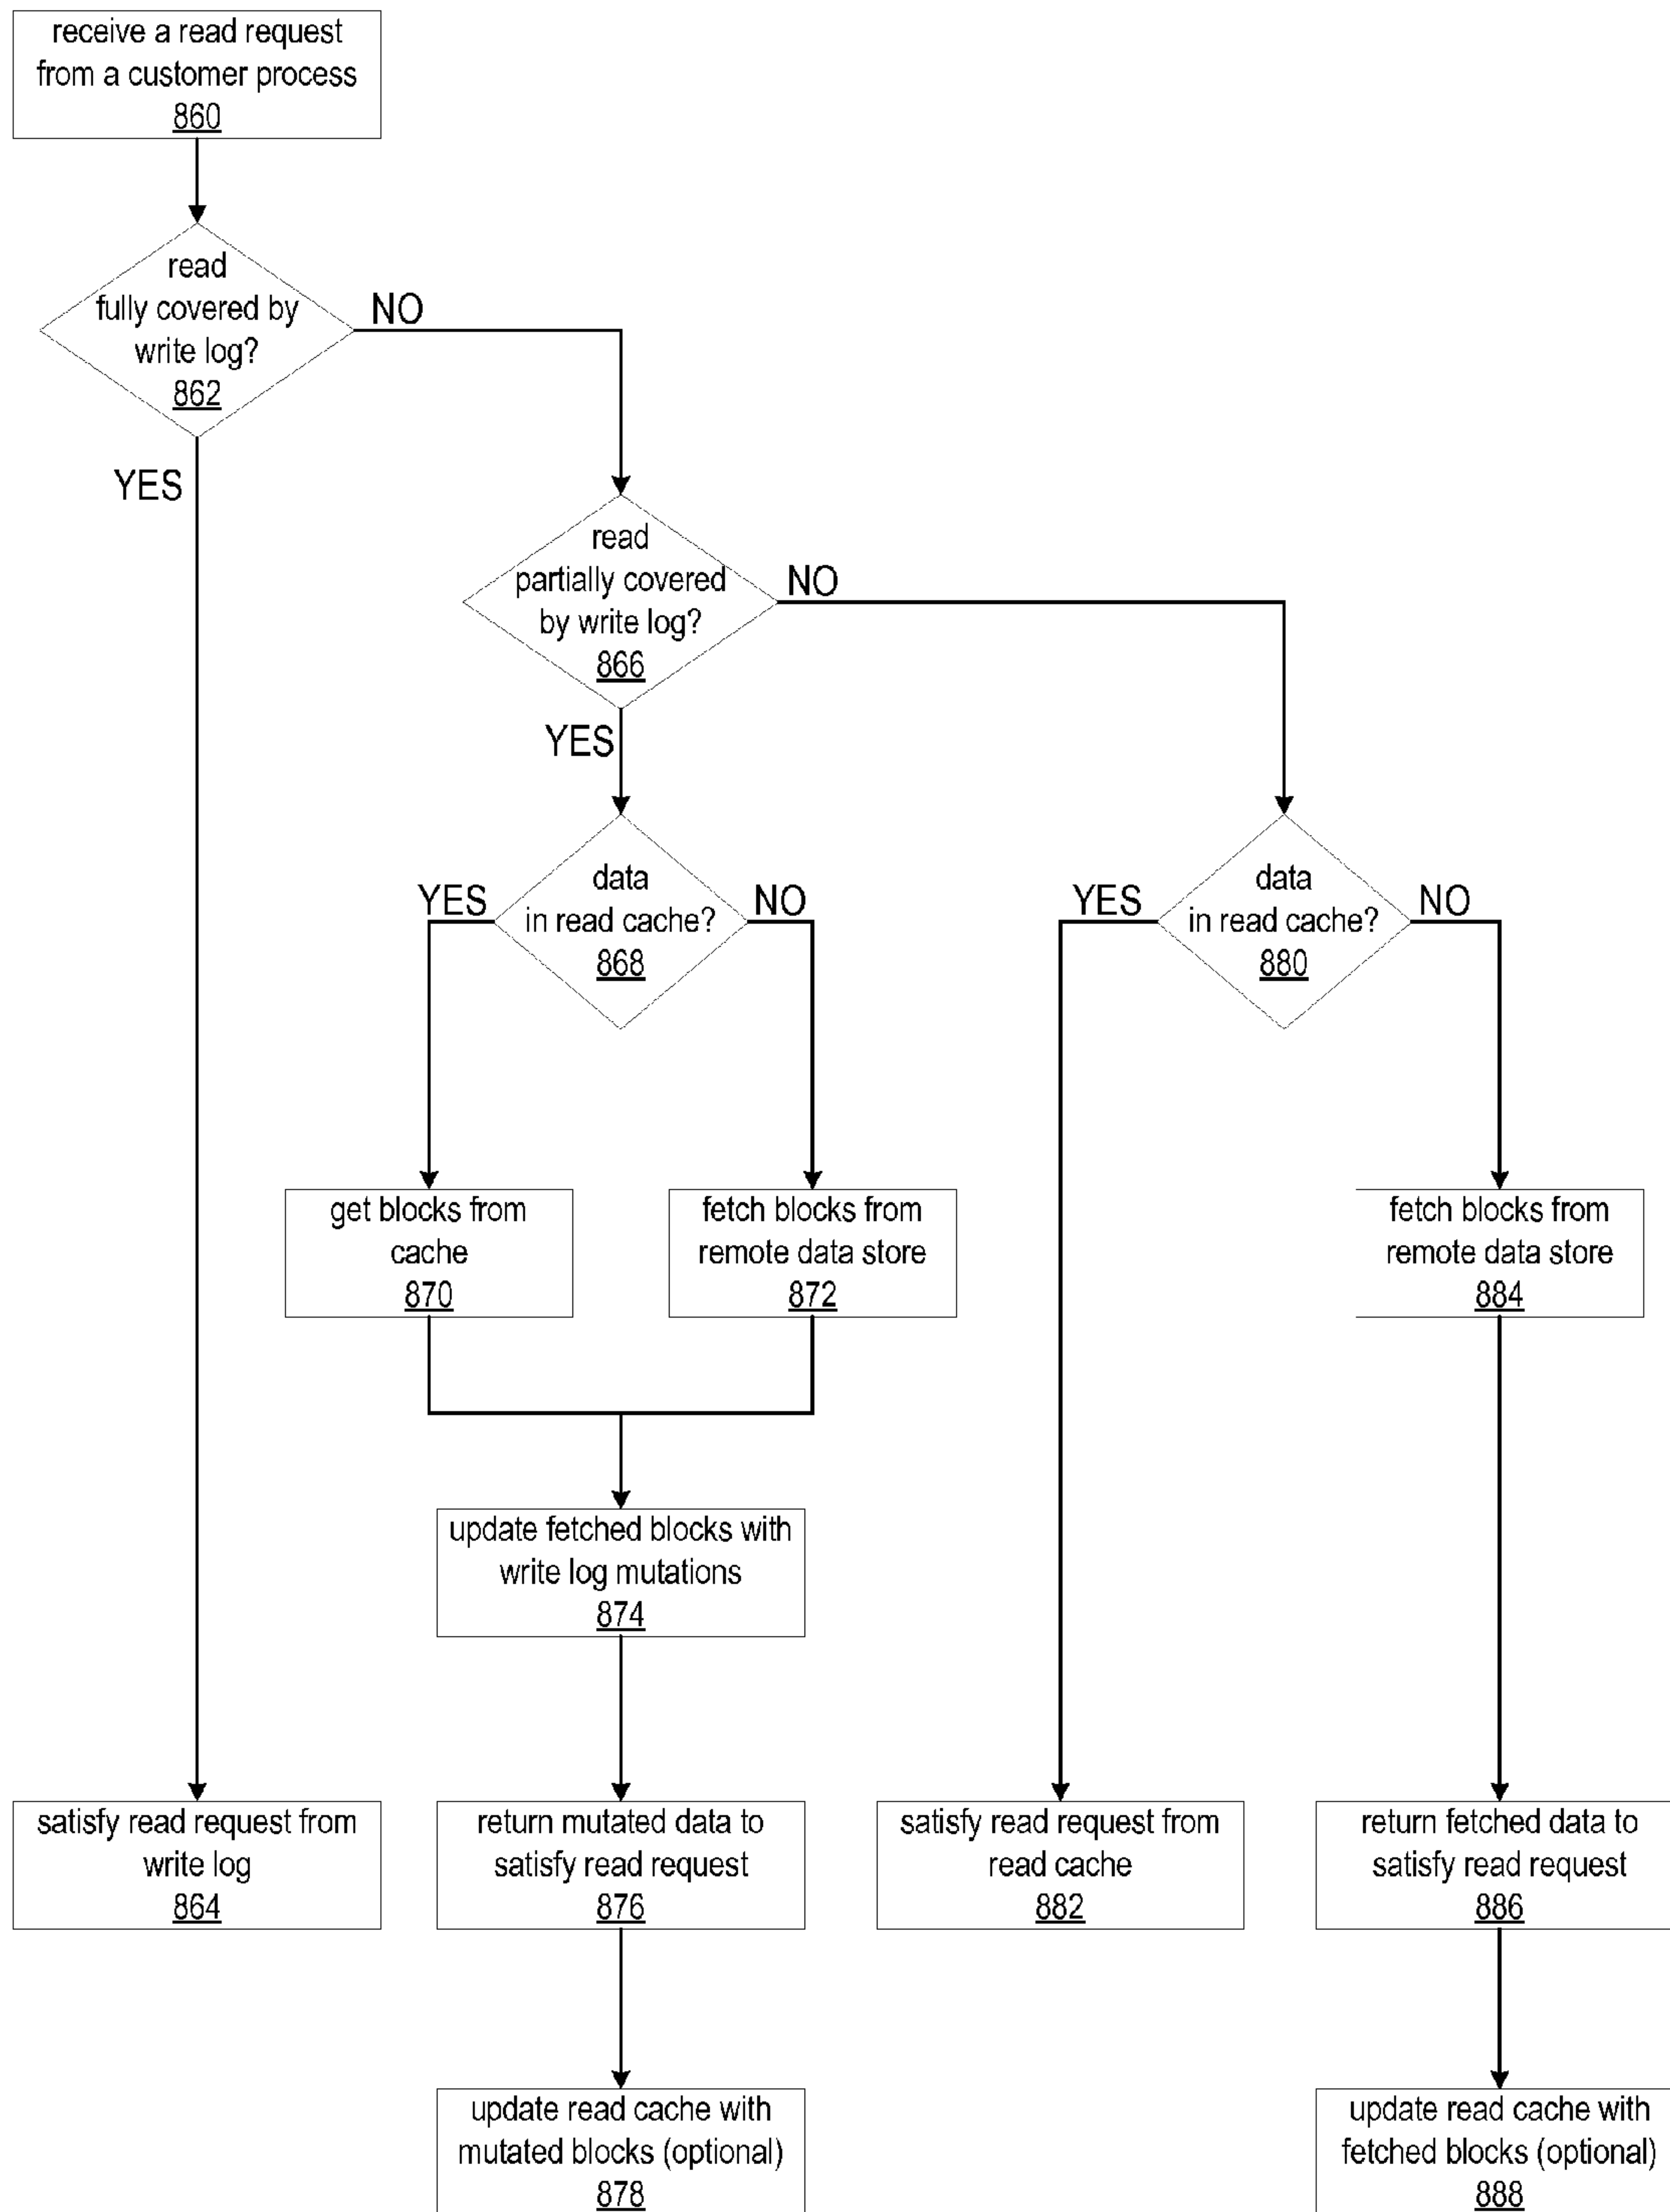 receive a read request
from a customer process
860
read
fully covered by
write log?
862
NO
YES
read
partially covered
by write log?
866
NO
YES
data
in read cache?
868
YES
NO
data
in read cache?
880
YES
NO
get blocks from
cache
870
fetch blocks from
remote data store
872
fetch blocks from
remote data store
884
update fetched blocks with
write log mutations
874
satisfy read request from
write log
864
return mutated data to
satisfy read request
876
satisfy read request from
read cache
882
return fetched data to
satisfy read request
886
update read cache with
mutated blocks (optional)
878
update read cache with
fetched blocks (optional)
888